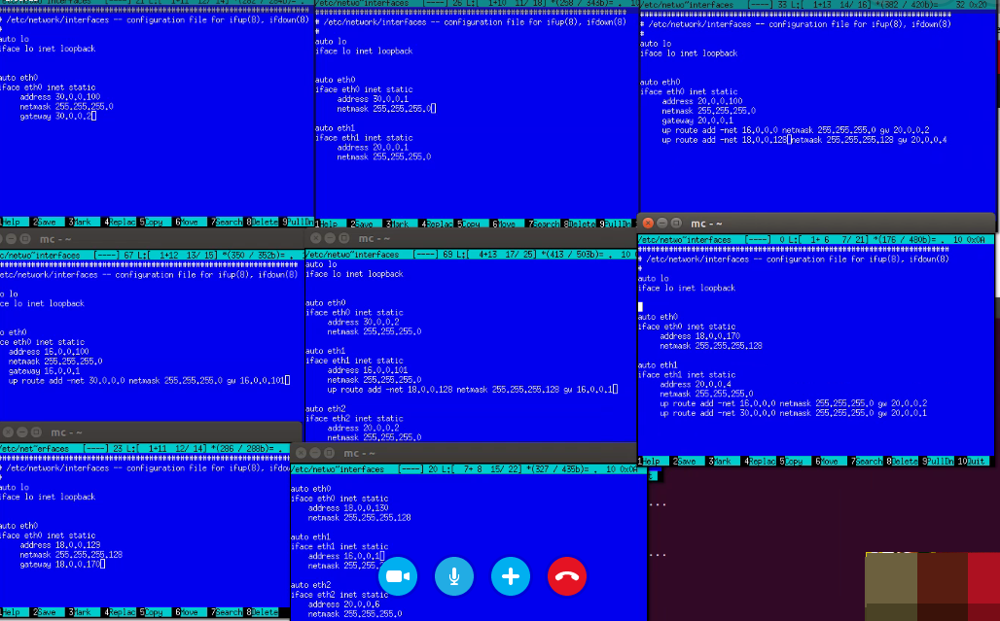 /etc/network/interfaces -- configuration file for ifup(8), ifdown(8)
#
auto lo
iface lo inet loopback
auto eth0
iface eth0 inet static
address 30.0.0.100
netmask 255.255.255.0
gateway 30.0.0.2
Help 2Save 3Mark 4Replac 5Copy 6Move 7Search 8Delete 9PullDn
# /etc/network/interfaces -- configuration file for ifup(8), ifdown(8)
#
auto lo
iface lo inet loopback
auto eth0
iface eth0 inet static
address 30.0.0.1
netmask 255.255.255.0
auto eth1
iface eth1 inet static
address 20.0.0.1
netmask 255.255.255.0
1Help 2Save 3Mark 4Replac 5Copy 6Move 7Search 8Delete 9PullDn
/etc/netwo~interfaces [----] 33 L:[ 1+13 14/ 16] *(382 / 420b)= 32 0x20
# /etc/network/interfaces -- configuration file for ifup(8), ifdown(8)
#
auto lo
iface lo inet loopback
auto eth0
iface eth0 inet static
address 20.0.0.100
netmask 255.255.255.0
gateway 20.0.0.1
up route add -net 16.0.0.0 netmask 255.255.255.0 gw 20.0.0.2
up route add -net 18.0.0.128 netmask 255.255.255.128 gw 20.0.0.4
mc - ~
/etc/netwo~interfaces [----] 67 L:[ 1+12 13/ 15] *(350 / 352b)= .
# /etc/network/interfaces -- configuration file for ifup(8), ifdown(8)
#
o lo
ce lo inet loopback
o eth0
ce eth0 inet static
address 16.0.0.100
netmask 255.255.255.0
gateway 16.0.0.1
up route add -net 30.0.0.0 netmask 255.255.255.0 gw 16.0.0.101
mc - ~
/etc/netwo~interfaces [----] 69 L:[ 4+13 17/ 25] *(413 / 503b)= . 10
auto lo
iface lo inet loopback
auto eth0
iface eth0 inet static
address 30.0.0.2
netmask 255.255.255.0
auto eth1
iface eth1 inet static
address 16.0.0.101
netmask 255.255.255.0
up route add -net 18.0.0.128 netmask 255.255.255.128 gw 16.0.0.1
auto eth2
iface eth2 inet static
address 20.0.0.2
netmask 255.255.255.0
mc - ~
/etc/netwo~interfaces [----] 0 L:[ 1+ 6 7/ 21] *(176 / 480b)= . 10 0x0A
# /etc/network/interfaces -- configuration file for ifup(8), ifdown(8)
#
auto lo
iface lo inet loopback
auto eth0
iface eth0 inet static
address 18.0.0.170
netmask 255.255.255.128
auto eth1
iface eth1 inet static
address 20.0.0.4
netmask 255.255.255.0
up route add -net 16.0.0.0 netmask 255.255.255.0 gw 20.0.0.2
up route add -net 30.0.0.0 netmask 255.255.255.0 gw 20.0.0.1
1Help 2Save 3Mark 4Replac 5Copy 6Move 7Search 8Delete 9PullDn 10Quit
mc - ~
/etc/net~erfaces [----] 23 L:[ 1+11 12/ 14] *(286 / 288b)= .
# /etc/network/interfaces -- configuration file for ifup(8), ifdow
#
auto lo
iface lo inet loopback
auto eth0
iface eth0 inet static
address 18.0.0.129
netmask 255.255.255.128
gateway 18.0.0.170
1Help 2Save 3Mark 4Replac 5Copy 6Move 7Search 8Delete
mc - ~
/etc/netwo~interfaces [----] 20 L:[ 7+ 8 15/ 22] *(327 / 435b)= . 10 0x0A
auto eth0
iface eth0 inet static
address 18.0.0.130
netmask 255.255.255.128
auto eth1
iface eth1 inet static
address 16.0.0.1
netmask 255.
auto eth2
iface eth2 inet static
address 20.0.0.6
netmask 255.255.255.0